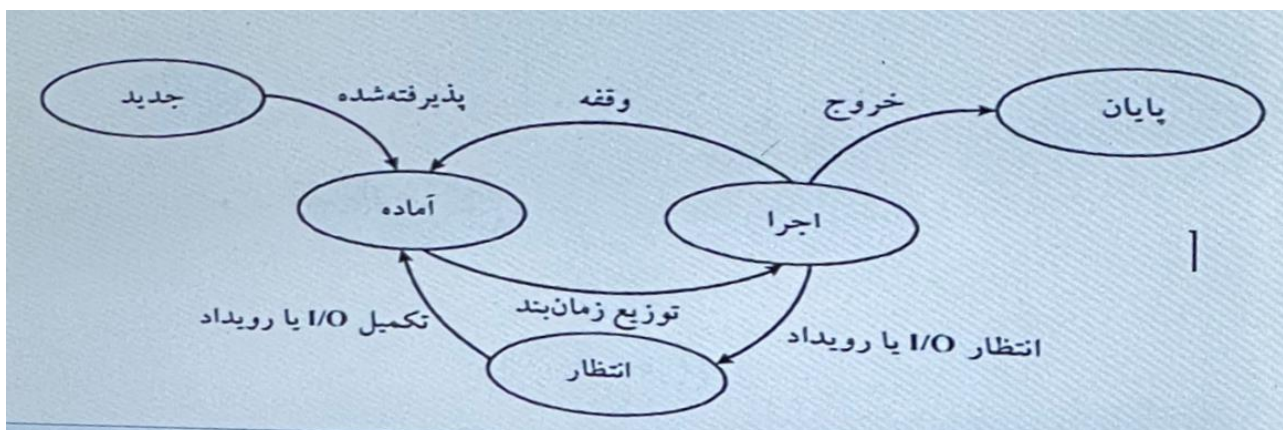 جدید
پذیرفته‌شده
وقفه
خروج
پایان
آماده
اجرا
توزیع زمان‌بند
تکمیل I/O یا رویداد
انتظار I/O یا رویداد
انتظار